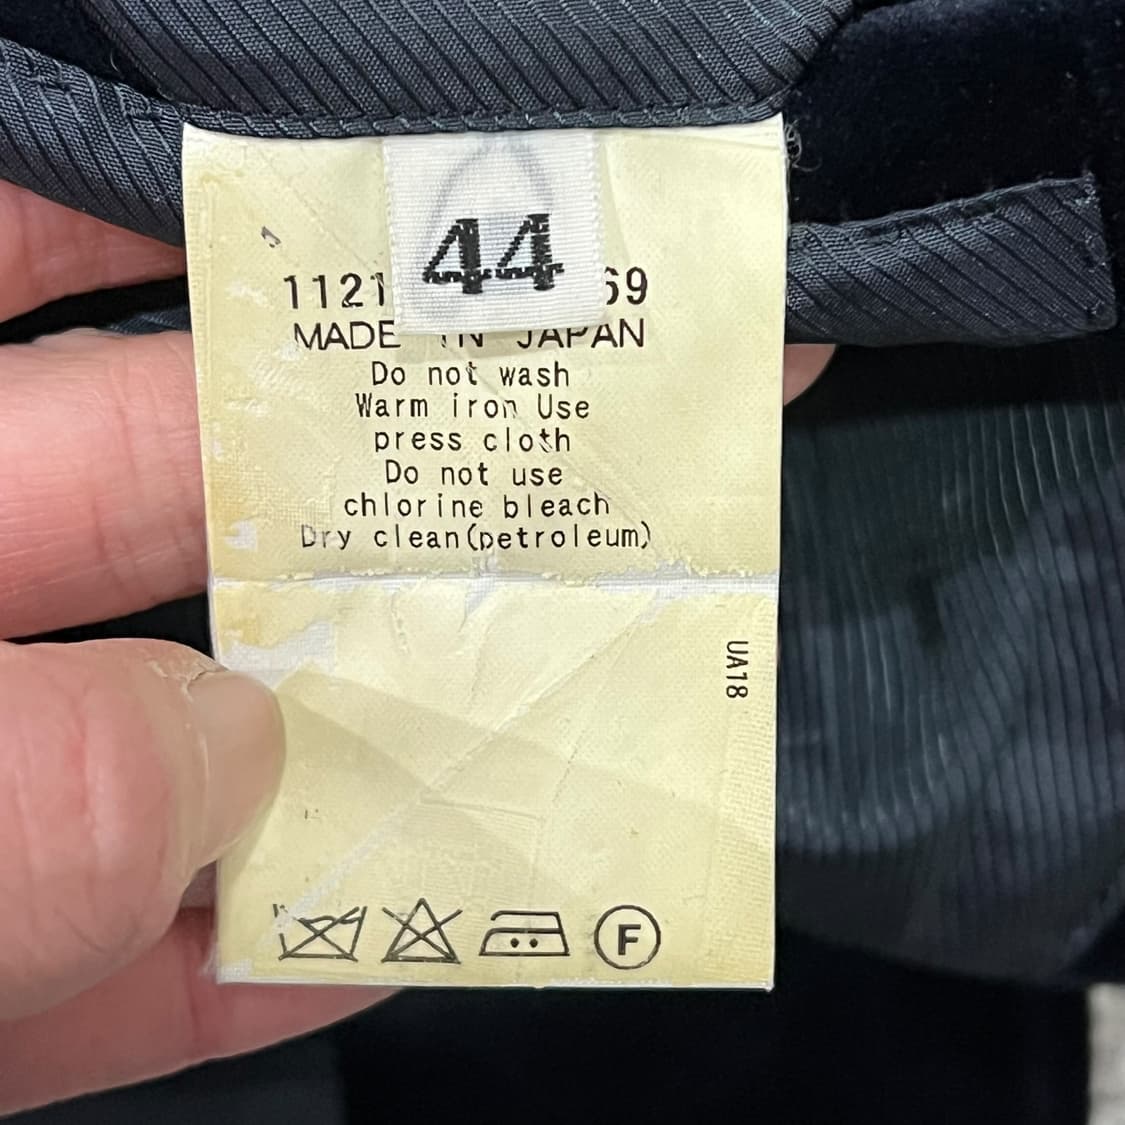 44
1121 69
MADE IN JAPAN
Do not wash
Warm iron Use
press cloth
Do not use
chlorine bleach
Dry clean(petroleum)
UA18
F